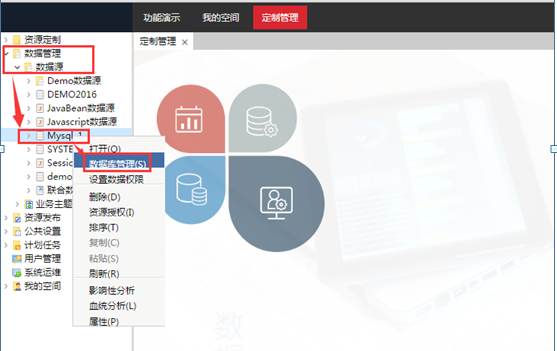 功能演示 我的空间 定制管理
定制管理 ×
资源定制
数据管理
数据源
Demo数据源
DEMO2016
JavaBean数据源
Javascript数据源
Mysql_1
SYSTE
Sessio
demo
联合数
业务主题
资源发布
公共设置
计划任务
用户管理
系统运维
我的空间
打开(O)
数据库管理(S)
设置数据权限
删除(D)
资源授权(I)
排序(T)
复制(C)
粘贴(S)
刷新(R)
影响性分析
血统分析(L)
属性(P)
数据